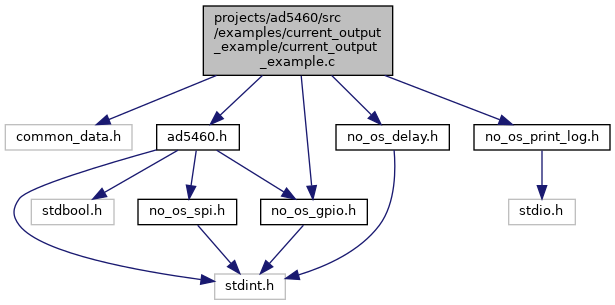 projects/ad5460/src
/examples/current_output
_example/current_output
_example.c
common_data.h
ad5460.h
no_os_delay.h
no_os_print_log.h
stdbool.h
no_os_spi.h
no_os_gpio.h
stdio.h
stdint.h